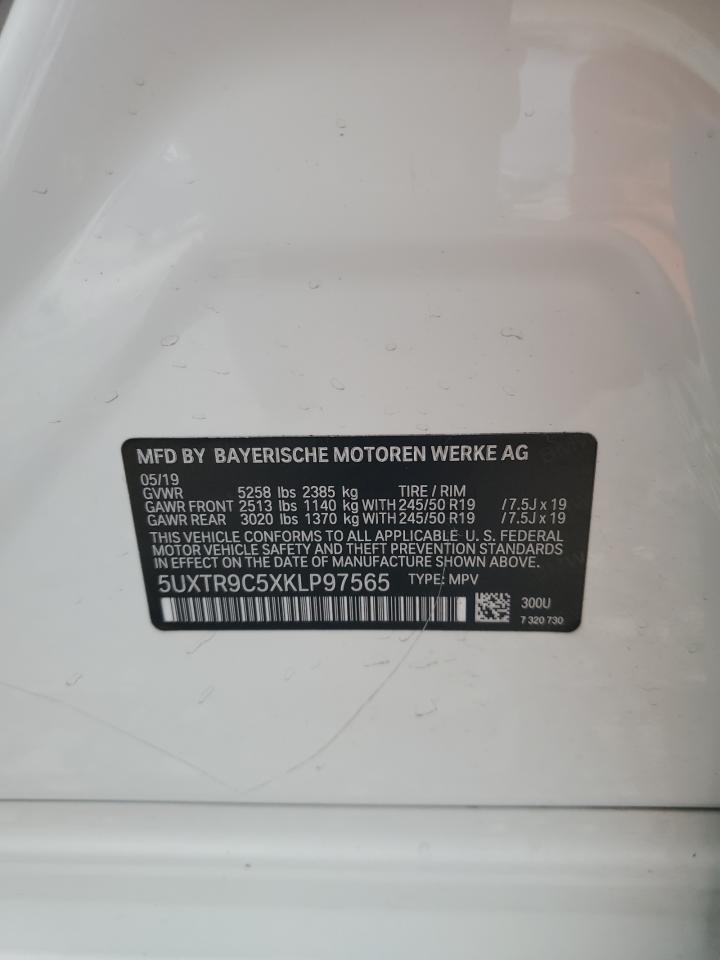 MFD BY BAYERISCHE MOTOREN WERKE AG
05/19
GVWR 5258 lbs 2385 kg TIRE / RIM
GAWR FRONT 2513 lbs 1140 kg WITH 245/50 R19 /7.5J x 19
GAWR REAR 3020 lbs 1370 kg WITH 245/50 R19 /7.5J x 19
THIS VEHICLE CONFORMS TO ALL APPLICABLE U. S. FEDERAL
MOTOR VEHICLE SAFETY AND THEFT PREVENTION STANDARDS
IN EFFECT ON THE DATE OF MANUFACTURE SHOWN ABOVE.
5UXTR9C5XKLP97565 TYPE: MPV
300U
7 320 730